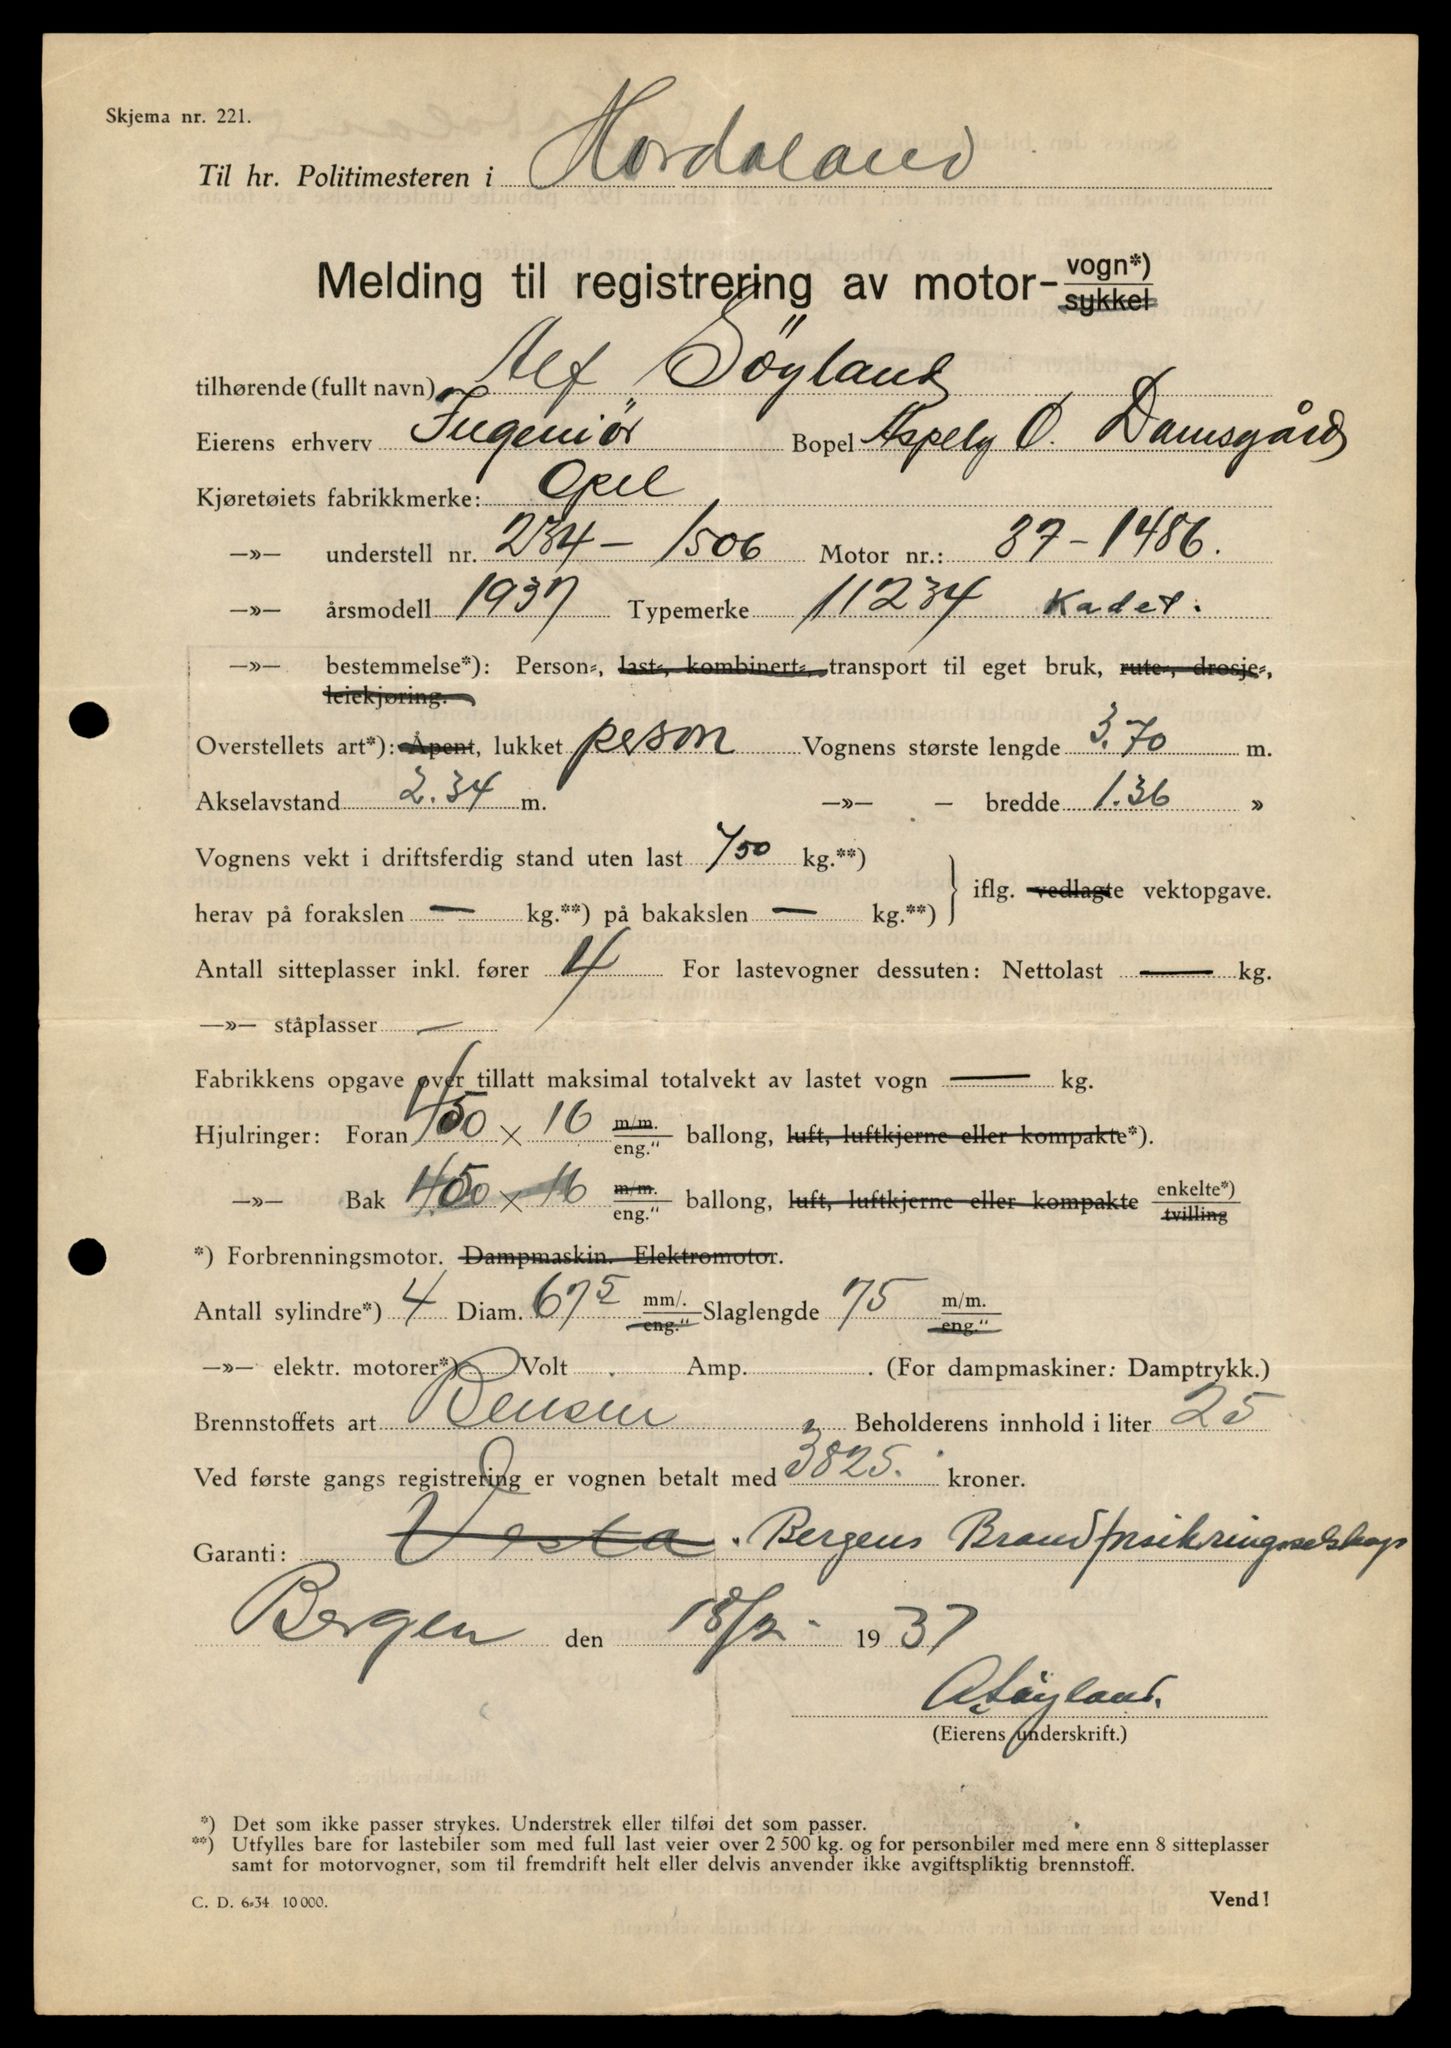 Skjema nr. 221.
Til hr. Politimesteren i Hordaland
Melding til registrering av motor- vogn*) sykkel
tilhørende (fullt navn) Alf Söyland
Eierens erhverv Ingeniör Bopel Aspely Ø. Damsgård
Kjøretøiets fabrikkmerke: Opel
—»— understell nr. 234 - 1506 Motor nr.: 37 - 1486.
—»— årsmodell 1937 Typemerke 11234 Kadet.
—»— bestemmelse*): Person-, last-, kombinert-, transport til eget bruk, rute-, drosje-,
leiekjøring.
Overstellets art*): Åpent, lukket person Vognens største lengde 3.70 m.
Akselavstand 2.34 m. —»— - bredde 1.36 »
Vognens vekt i driftsferdig stand uten last 750 kg.**)
herav på forakslen — kg.**) på bakakslen — kg.**) iflg. vedlagte vektopgave.
Antall sitteplasser inkl. fører 4 For lastevogner dessuten: Nettolast — kg.
—»— ståplasser —
Fabrikkens opgave over tillatt maksimal totalvekt av lastet vogn — kg.
Hjulringer: Foran 450 × 16 m/m. eng." ballong, luft, luftkjerne eller kompakte*).
—»— Bak 450 × 16 m/m. eng." ballong, luft, luftkjerne eller kompakte enkelte*) tvilling
*) Forbrenningsmotor. Dampmaskin. Elektromotor.
Antall sylindre*) 4 Diam. 67⁵ mm/. eng." Slaglengde 75 m/m. eng."
—»— elektr. motorer*) Volt . Amp. . (For dampmaskiner: Damptrykk.)
Brennstoffets art Bensin Beholderens innhold i liter 25
Ved første gangs registrering er vognen betalt med 3825. kroner.
Garanti: Vesta. Bergens Brandforsikringsselskap
Bergen den 18/2 - 1937
A. Söyland.
(Eierens underskrift.)
*) Det som ikke passer strykes. Understrek eller tilføi det som passer.
**) Utfylles bare for lastebiler som med full last veier over 2 500 kg. og for personbiler med mere enn 8 sitteplasser
samt for motorvogner, som til fremdrift helt eller delvis anvender ikke avgiftspliktig brennstoff.
C. D. 6-34 10 000. Vend!